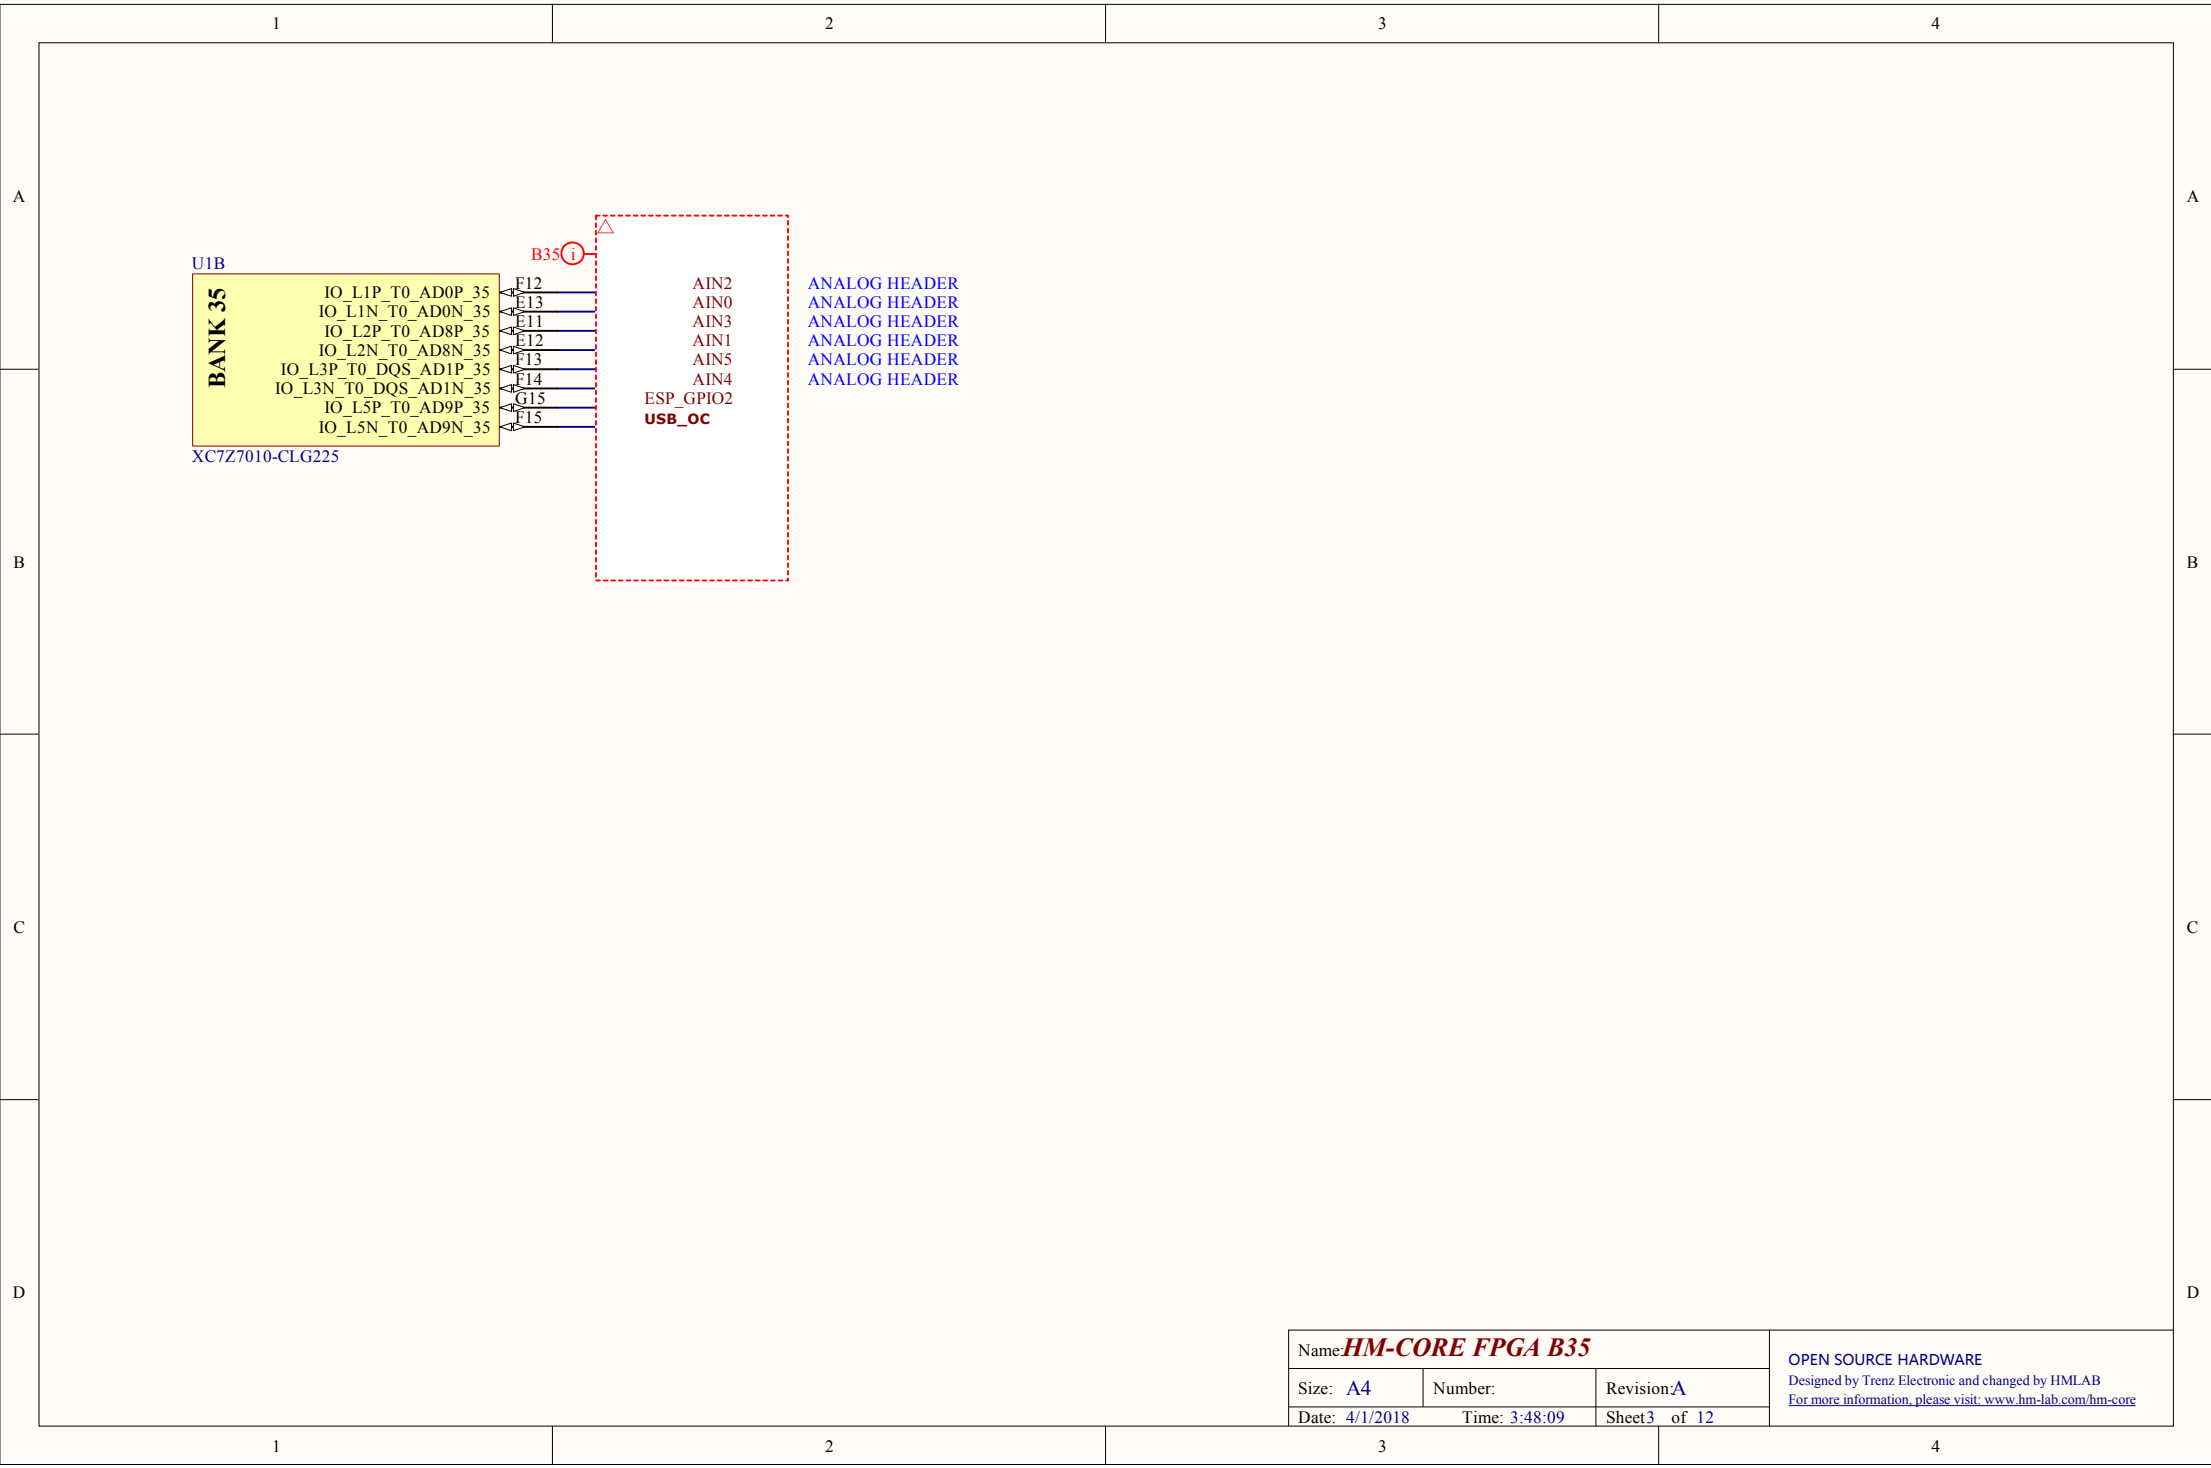 1 2 3 4
A A
B35 i
U1B
BANK 35
IO_L1P_T0_AD0P_35 F12 AIN2 ANALOG HEADER
IO_L1N_T0_AD0N_35 E13 AIN0 ANALOG HEADER
IO_L2P_T0_AD8P_35 E11 AIN3 ANALOG HEADER
IO_L2N_T0_AD8N_35 E12 AIN1 ANALOG HEADER
IO_L3P_T0_DQS_AD1P_35 F13 AIN5 ANALOG HEADER
IO_L3N_T0_DQS_AD1N_35 F14 AIN4 ANALOG HEADER
IO_L5P_T0_AD9P_35 G15 ESP_GPIO2
IO_L5N_T0_AD9N_35 F15 USB_OC
XC7Z7010-CLG225
B B
C C
D D
Name: HM-CORE FPGA B35
Size: A4 Number: Revision: A
Date: 4/1/2018 Time: 3:48:09 Sheet 3 of 12
OPEN SOURCE HARDWARE
Designed by Trenz Electronic and changed by HMLAB
For more information, please visit: www.hm-lab.com/hm-core
1 2 3 4